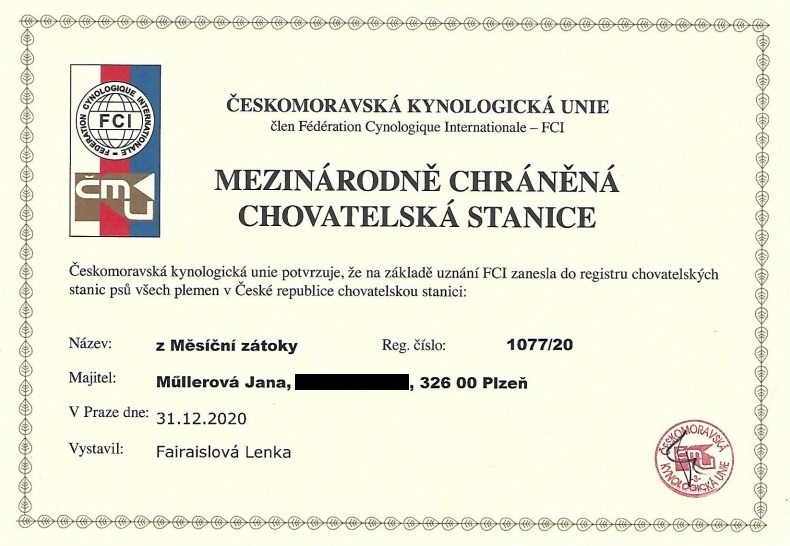 FEDERATION CYNOLOGIQUE INTERNATIONALE
FCI
čmu
ČESKOMORAVSKÁ KYNOLOGICKÁ UNIE
člen Fédération Cynologique Internationale – FCI
MEZINÁRODNĚ CHRÁNĚNÁ
CHOVATELSKÁ STANICE
Českomoravská kynologická unie potvrzuje, že na základě uznání FCI zanesla do registru chovatelských
stanic psů všech plemen v České republice chovatelskou stanici:
Název: z Měsíční zátoky Reg. číslo: 1077/20
Majitel: Műllerová Jana, , 326 00 Plzeň
V Praze dne: 31.12.2020
Vystavil: Fairaislová Lenka
ČESKOMORAVSKÁ
KYNOLOGICKÁ UNIE